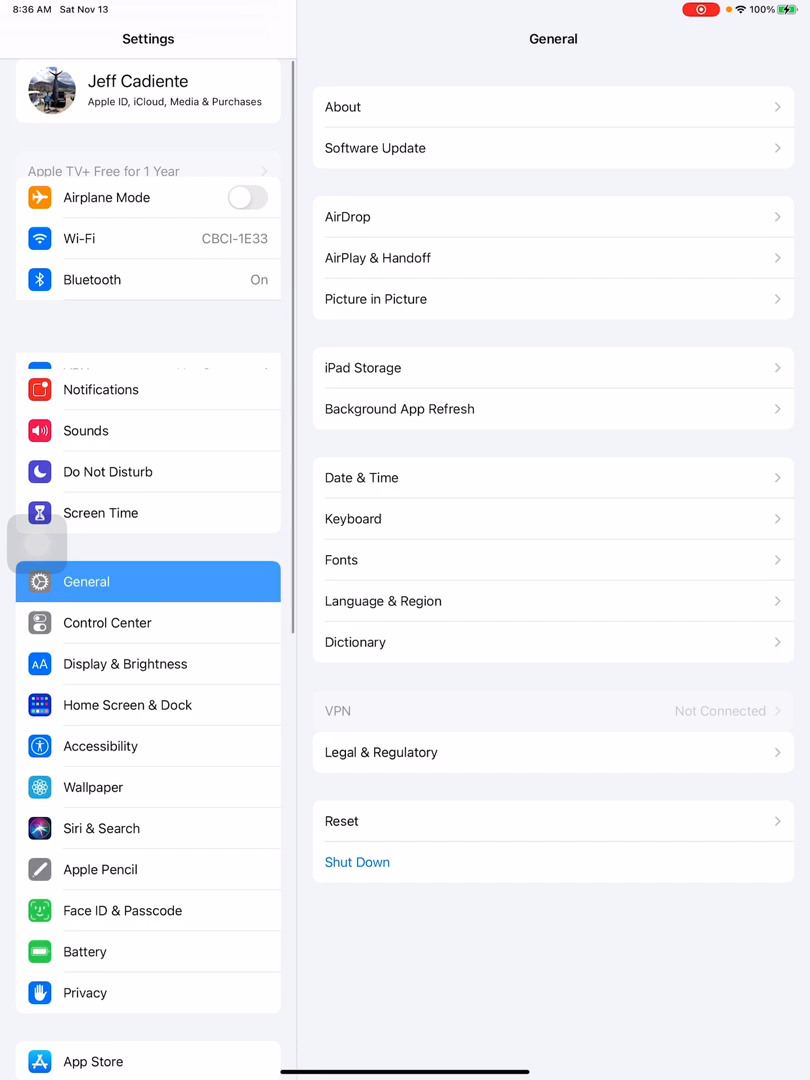 8:36 AM Sat Nov 13
100%
Settings
General
Jeff Cadiente
Apple ID, iCloud, Media & Purchases
Apple TV+ Free for 1 Year
Airplane Mode
Wi-Fi CBCI-1E33
Bluetooth On
Notifications
Sounds
Do Not Disturb
Screen Time
General
Control Center
AA Display & Brightness
Home Screen & Dock
Accessibility
Wallpaper
Siri & Search
Apple Pencil
Face ID & Passcode
Battery
Privacy
App Store
About
Software Update
AirDrop
AirPlay & Handoff
Picture in Picture
iPad Storage
Background App Refresh
Date & Time
Keyboard
Fonts
Language & Region
Dictionary
VPN Not Connected
Legal & Regulatory
Reset
Shut Down